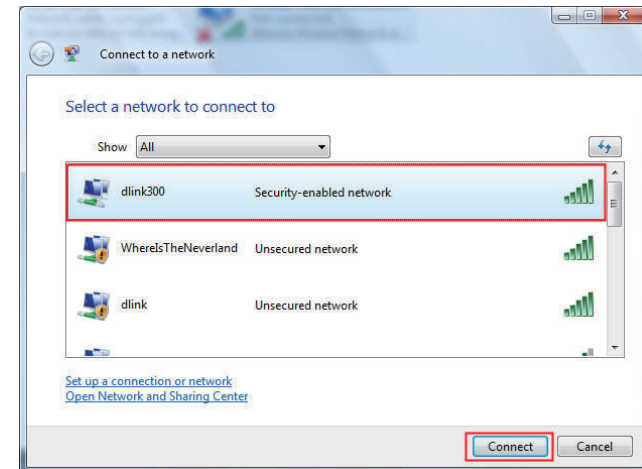 Connect to a network
Select a network to connect to
Show All
dlink300 Security-enabled network
WhereIsTheNeverland Unsecured network
dlink Unsecured network
Set up a connection or network
Open Network and Sharing Center
Connect Cancel